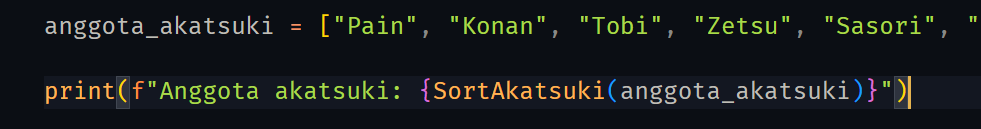 anggota_akatsuki = ["Pain", "Konan", "Tobi", "Zetsu", "Sasori", "
print(f"Anggota akatsuki: {SortAkatsuki(anggota_akatsuki)}")